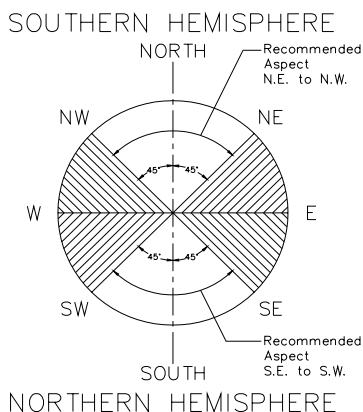 SOUTHERN HEMISPHERE
NORTH
Recommended
Aspect
N.E. to N.W.
NW
NE
45°
45°
W
E
45°
45°
SW
SE
Recommended
Aspect
S.E. to S.W.
SOUTH
NORTHERN HEMISPHERE